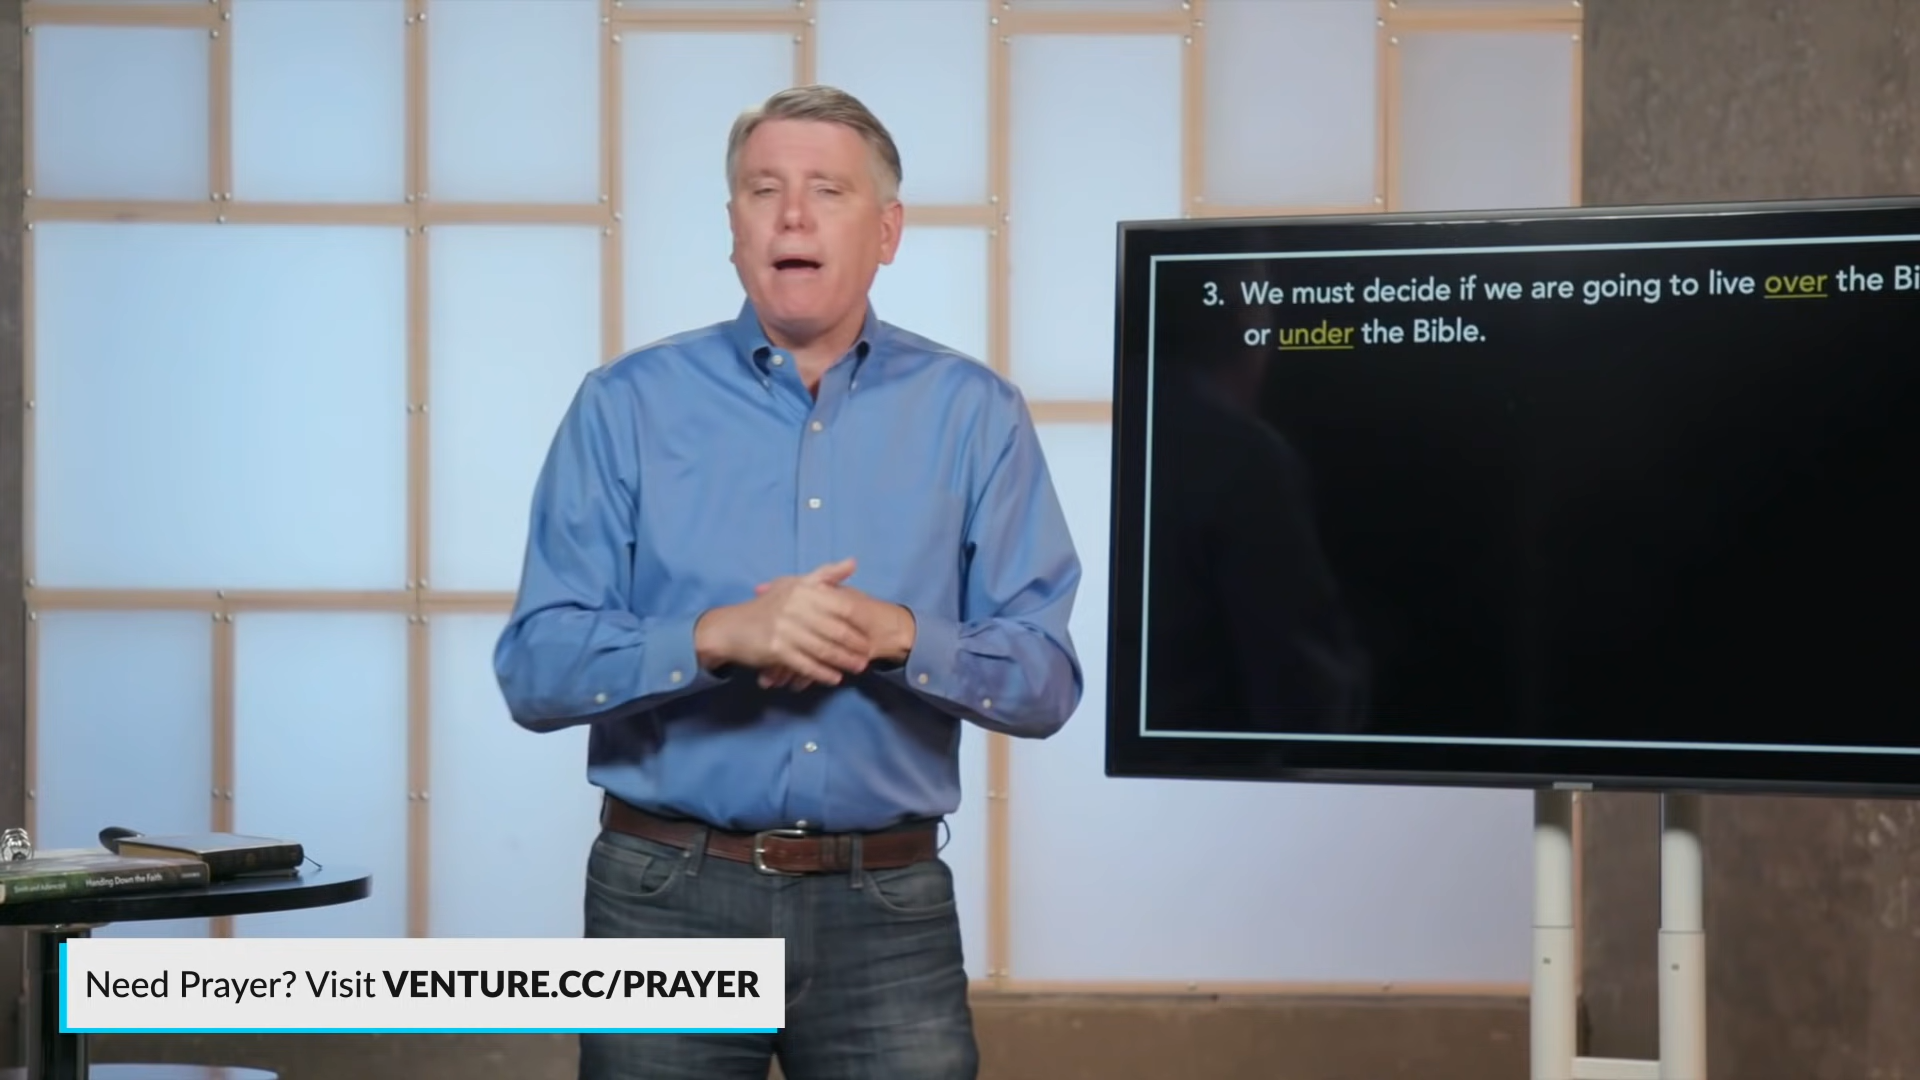 3. We must decide if we are going to live over the Bi
or under the Bible.
Handing Down the Faith
Need Prayer? Visit VENTURE.CC/PRAYER